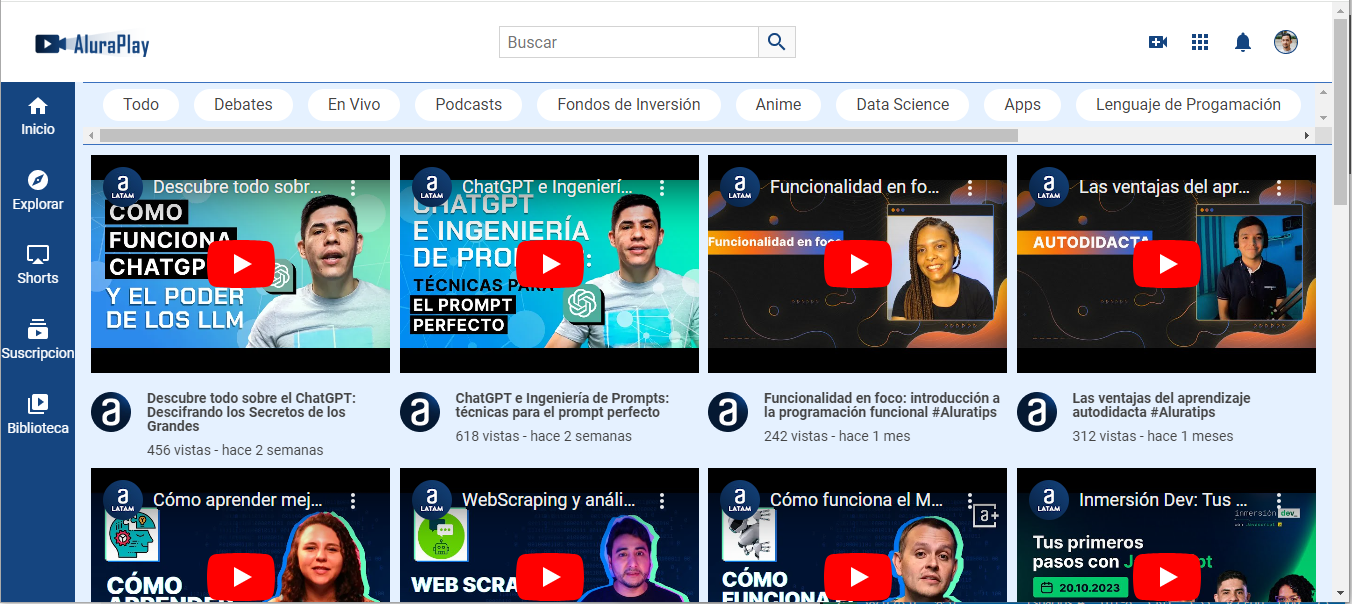 AluraPlay
Buscar
Inicio
Explorar
Shorts
Suscripcion
Biblioteca
Todo
Debates
En Vivo
Podcasts
Fondos de Inversión
Anime
Data Science
Apps
Lenguaje de Progamación
a LATAM
Descubre todo sobr...
CÓMO
FUNCIONA
CHATGP
Y EL PODER
DE LOS LLM
a LATAM
ChatGPT e Ingenierí...
CHATGPT
E INGENIERÍA
DE PRO :
TÉCNICAS PARA
EL PROMPT
PERFECTO
a LATAM
Funcionalidad en fo...
Funcionalidad en foco
a LATAM
Las ventajas del apr...
AUTODIDACTA
Descubre todo sobre el ChatGPT:
Descifrando los Secretos de los
Grandes
456 vistas - hace 2 semanas
ChatGPT e Ingeniería de Prompts:
técnicas para el prompt perfecto
618 vistas - hace 2 semanas
Funcionalidad en foco: introducción a
la programación funcional #Aluratips
242 vistas - hace 1 mes
Las ventajas del aprendizaje
autodidacta #Aluratips
312 vistas - hace 1 meses
a LATAM
Cómo aprender mej...
CÓMO
APRENDER
a LATAM
WebScraping y análi...
WEB SCRA
a LATAM
Cómo funciona el M...
a+
CÓMO
FUNCIONA
a LATAM
Inmersión Dev: Tus ...
inmersión dev_
Tus primeros
pasos con J ot
20.10.2023